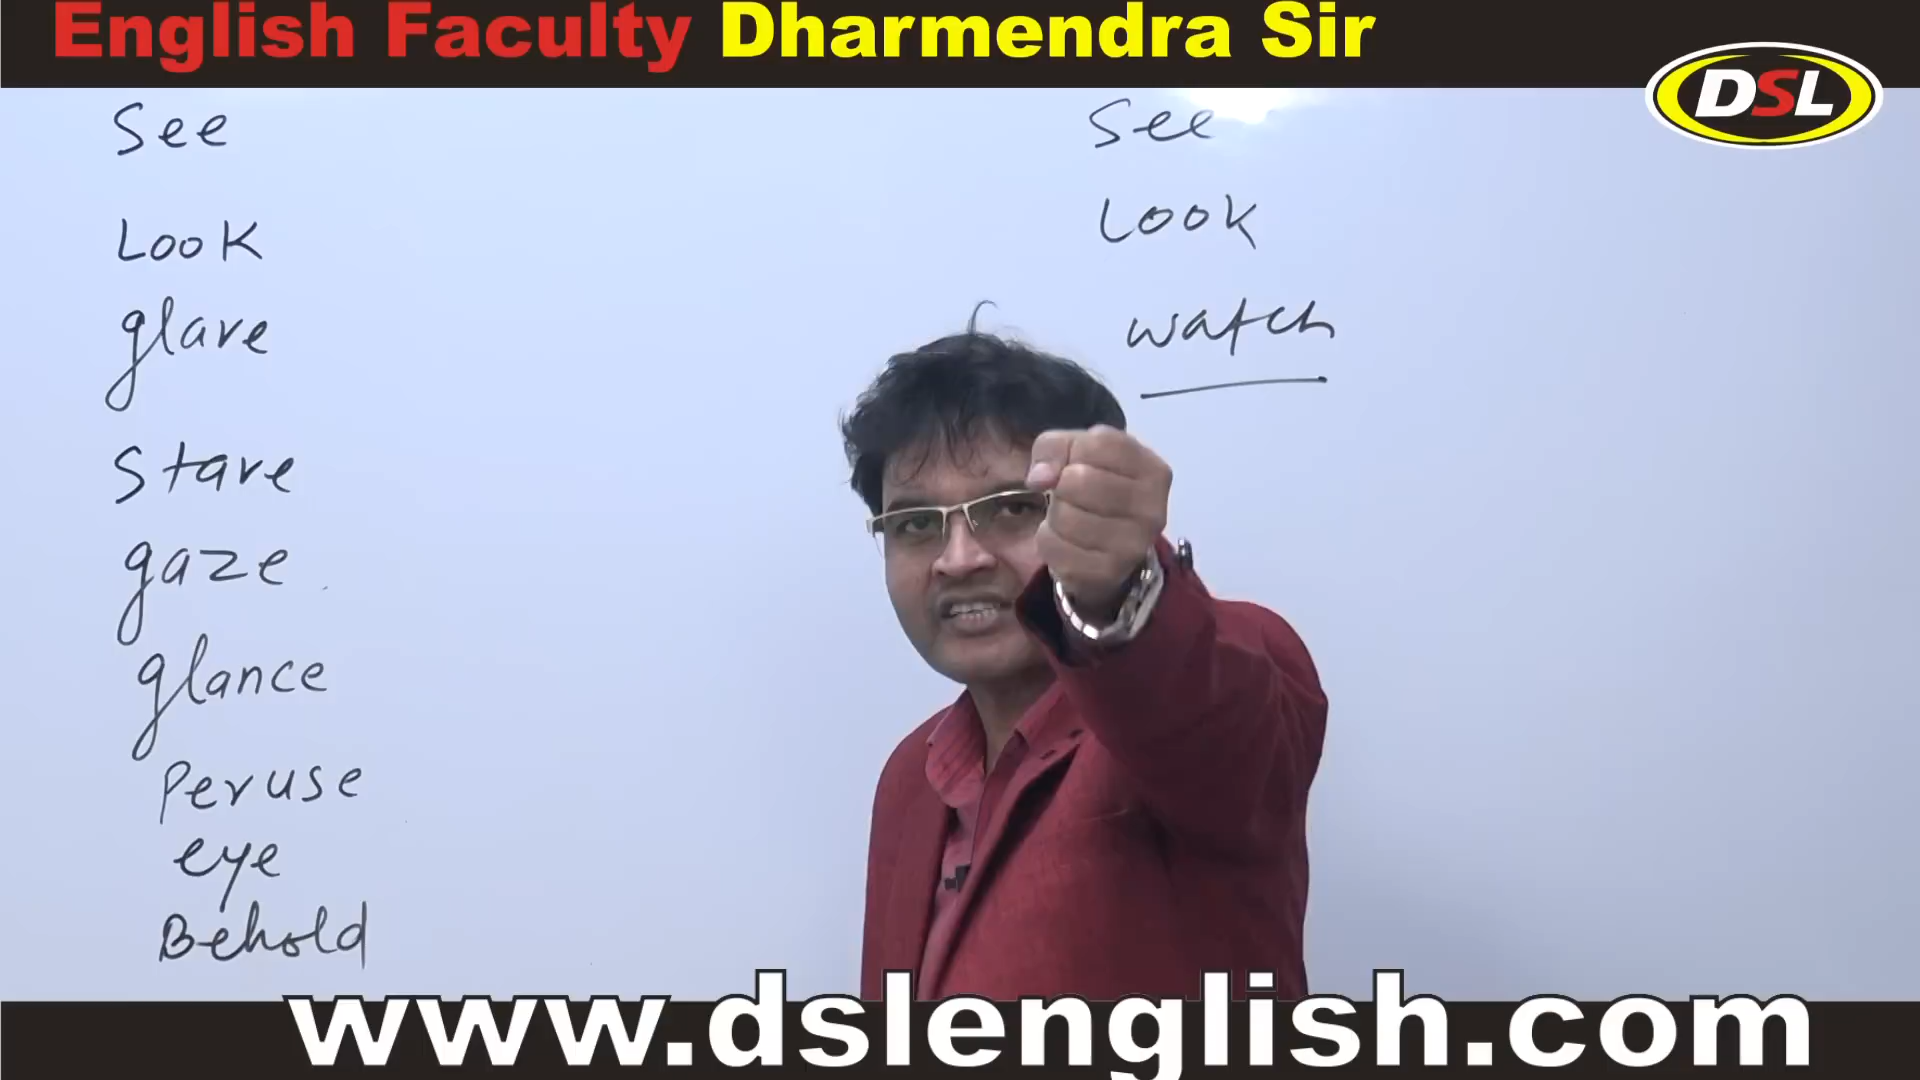 English Faculty Dharmendra Sir
DSL
See
Look
glare
Stare
gaze
glance
Peruse
eye
Behold
See
Look
watch
www.dslenglish.com